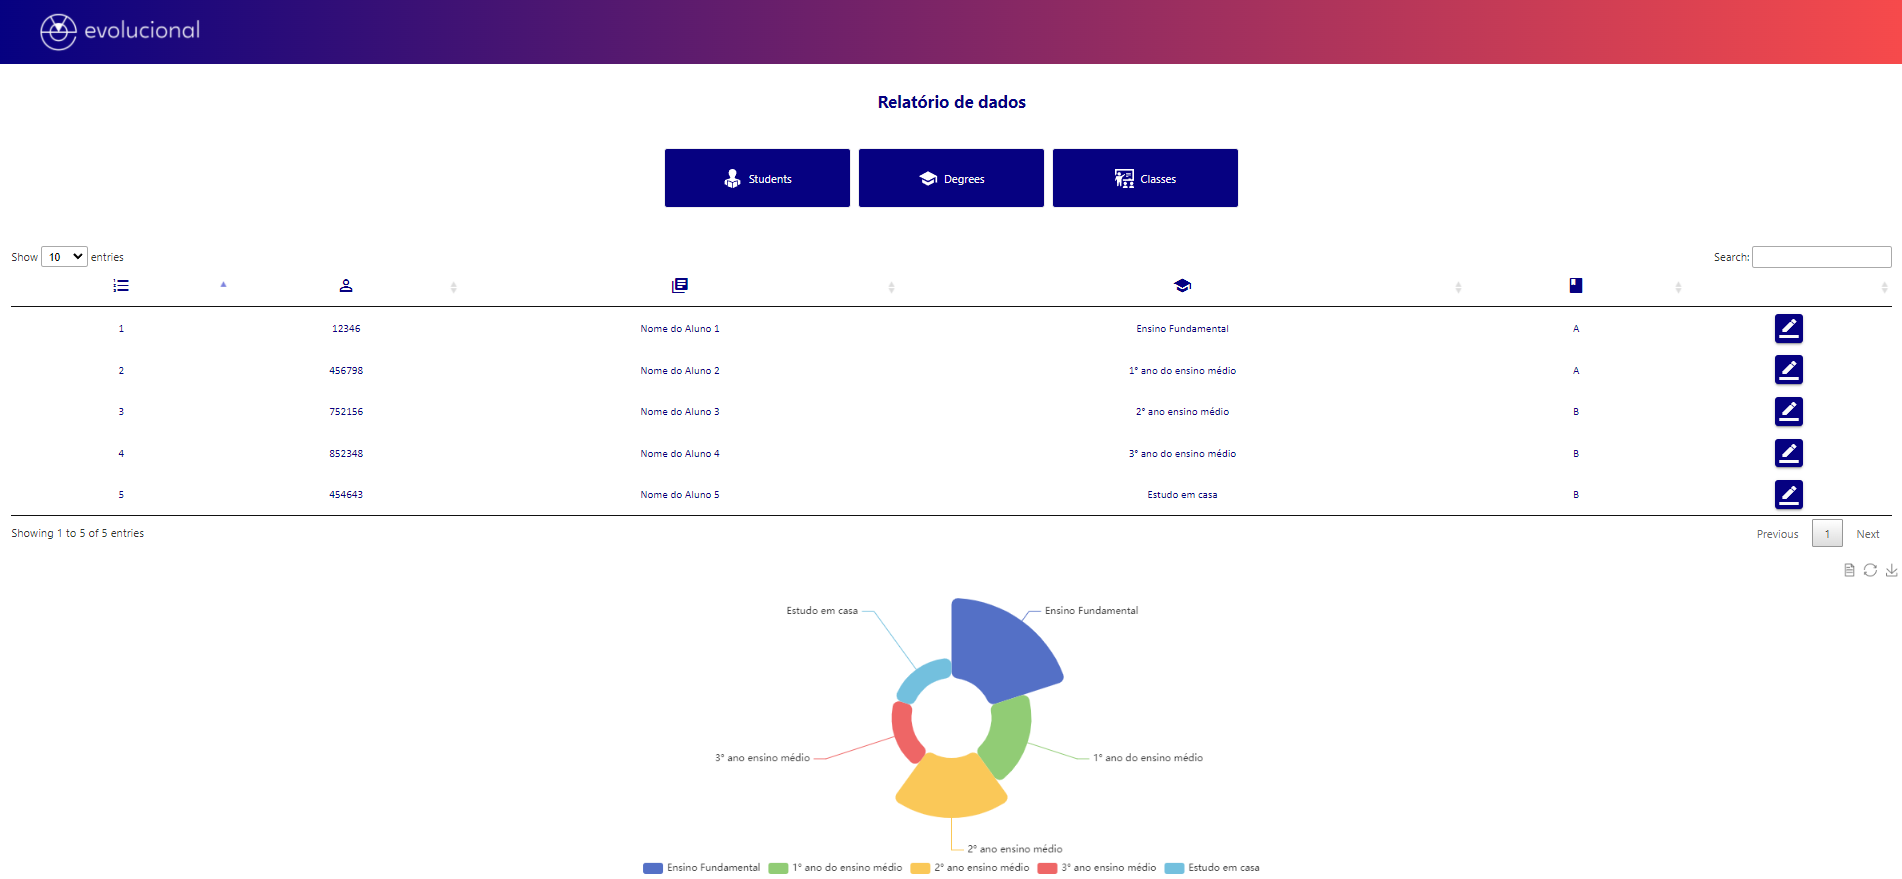 evolucional
Relatório de dados
Students Degrees Classes
Show 10 entries Search:
1 12346 Nome do Aluno 1 Ensino Fundamental A
2 456798 Nome do Aluno 2 1° ano do ensino médio A
3 752156 Nome do Aluno 3 2° ano ensino médio B
4 852348 Nome do Aluno 4 3° ano do ensino médio B
5 454643 Nome do Aluno 5 Estudo em casa B
Showing 1 to 5 of 5 entries Previous 1 Next
Estudo em casa Ensino Fundamental
3° ano ensino médio 1° ano do ensino médio
2° ano ensino médio
Ensino Fundamental 1° ano do ensino médio 2° ano ensino médio 3° ano ensino médio Estudo em casa